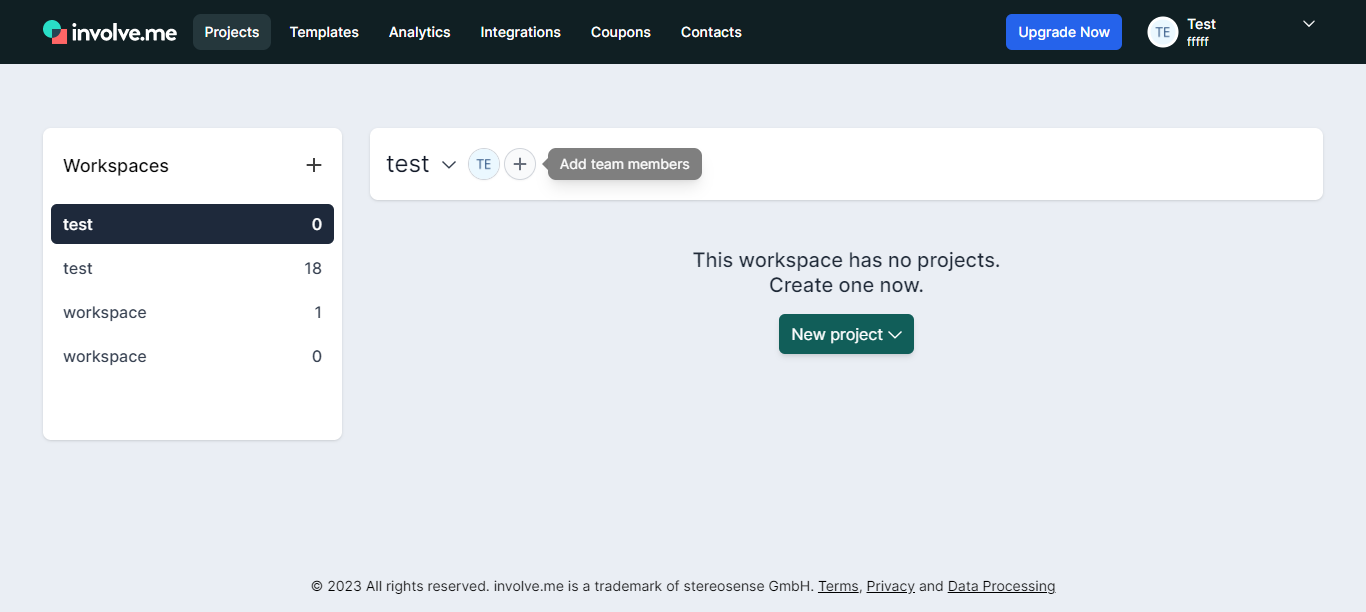 involve.me Projects Templates Analytics Integrations Coupons Contacts Upgrade Now TE Test
fffff
Workspaces
test 0
test 18
workspace 1
workspace 0
test TE Add team members
This workspace has no projects.
Create one now.
New project
© 2023 All rights reserved. involve.me is a trademark of stereosense GmbH. Terms, Privacy and Data Processing